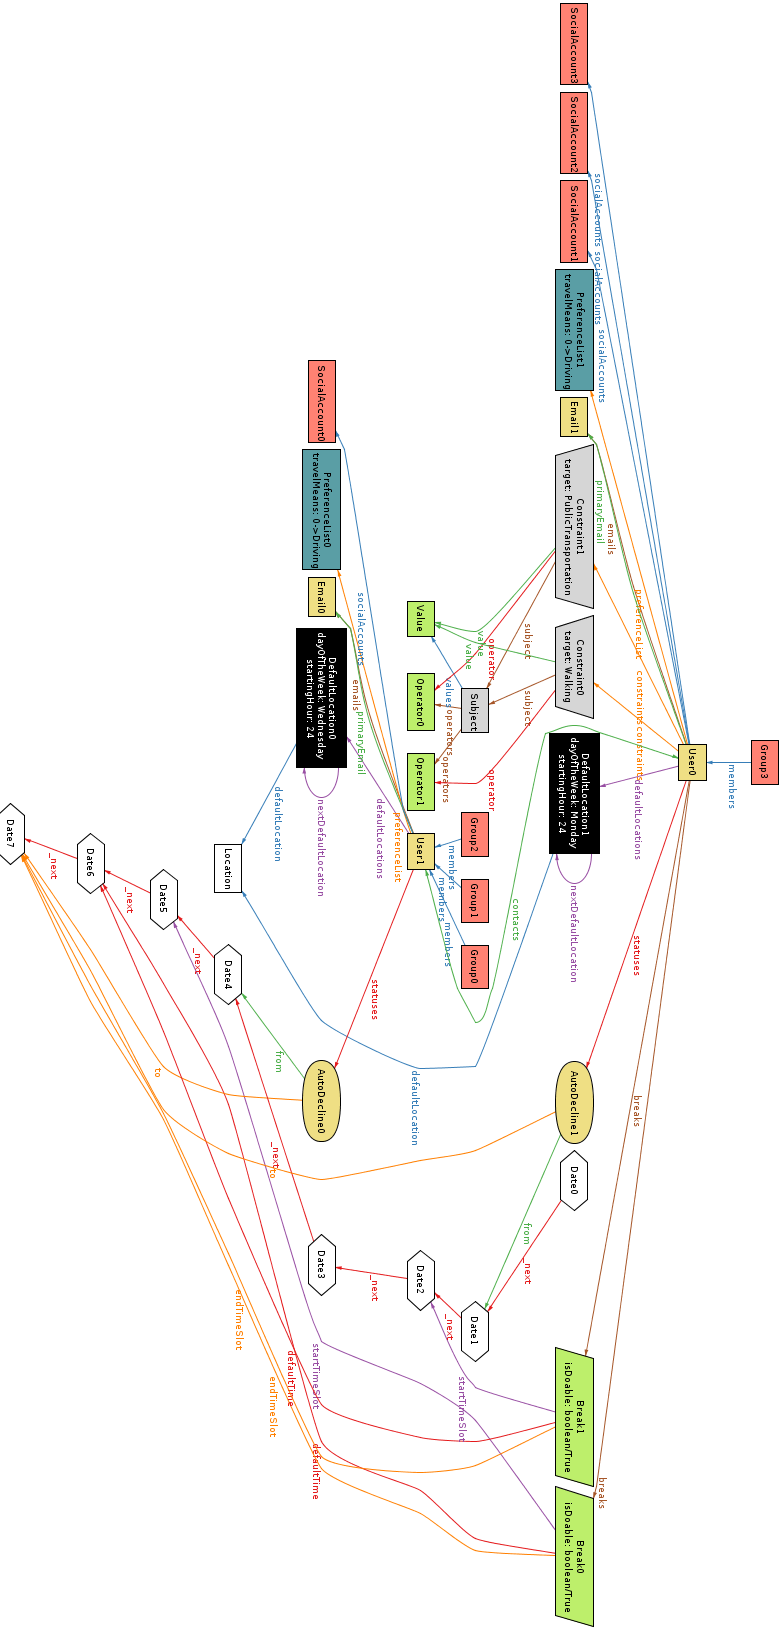 Group3
members
User0
preferenceList
constraints
constraints
defaultLocations
statuses
breaks
socialAccounts
socialAccounts
socialAccounts
primaryEmail
emails
breaks
SocialAccount3
SocialAccount2
SocialAccount1
PreferenceList1
travelMeans: 0->Driving
Email1
Constraint1
target: PublicTransportation
Constraint0
target: Walking
DefaultLocation1
dayOfTheWeek: Monday
startingHour: 24
nextDefaultLocation
AutoDecline1
Date0
Break1
isDoable: boolean/True
Break0
isDoable: boolean/True
subject
subject
contacts
from
_next
operator
operator
value
value
Subject
Group2
Group1
Group0
Date1
values
operators
operators
members
members
members
_next
startTimeSlot
Value
Operator0
Operator1
User1
Date2
defaultLocation
preferenceList
defaultLocations
statuses
_next
socialAccounts
emails
primaryEmail
SocialAccount0
PreferenceList0
travelMeans: 0->Driving
Email0
DefaultLocation0
dayOfTheWeek: Wednesday
startingHour: 24
nextDefaultLocation
AutoDecline0
Date3
startTimeSlot
defaultTime
defaultTime
defaultLocation
from
_next
to
endTimeSlot
endTimeSlot
Location
Date4
_next
Date5
to
_next
Date6
_next
Date7